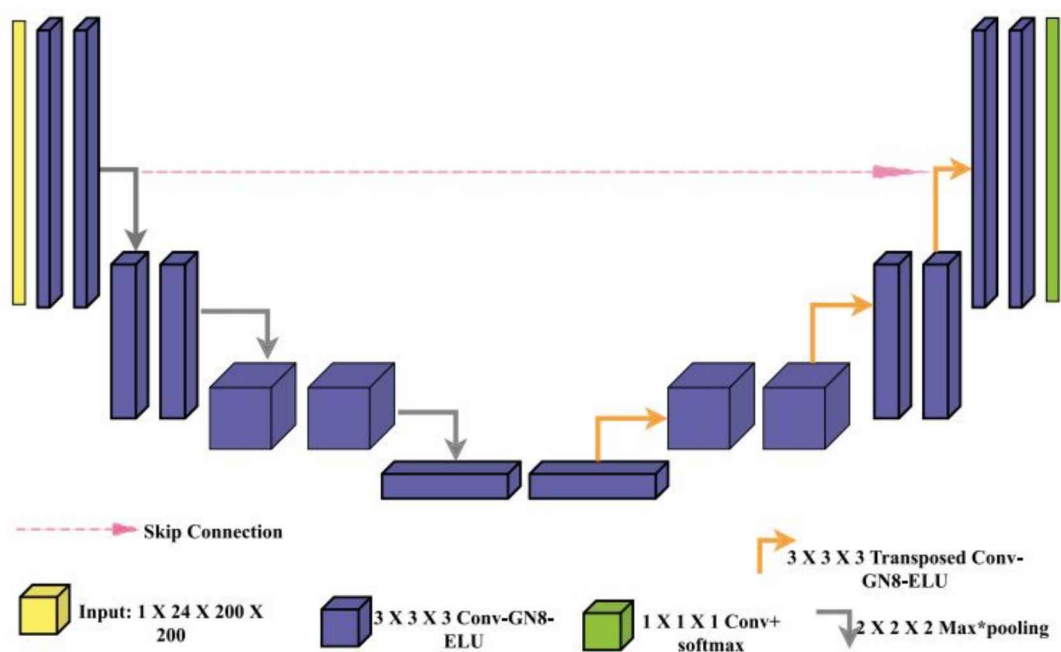 Skip Connection
3 X 3 X 3 Transposed Conv-
GN8-ELU
Input: 1 X 24 X 200 X
200
3 X 3 X 3 Conv-GN8-
ELU
1 X 1 X 1 Conv+
softmax
2 X 2 X 2 Max*pooling